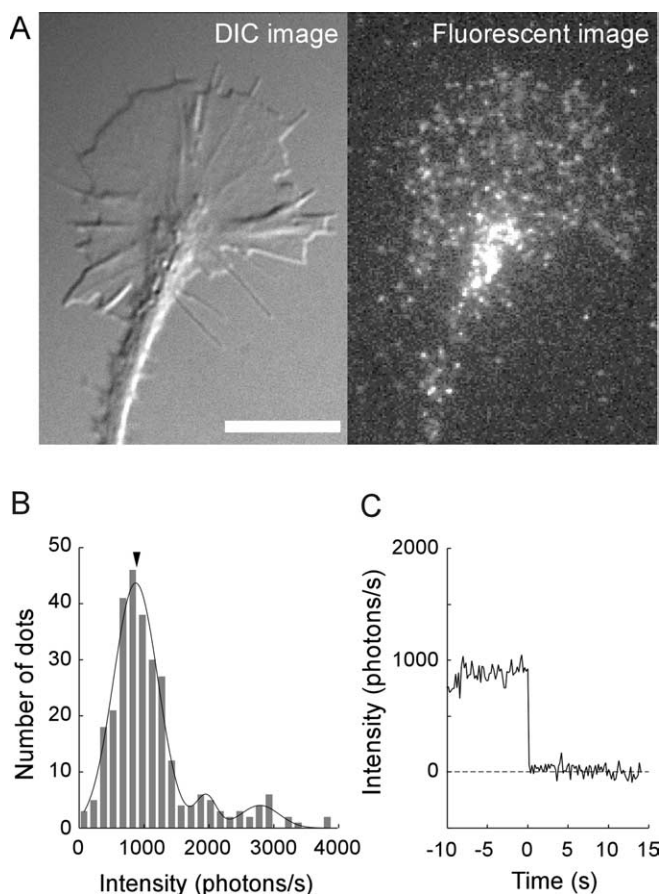 A
DIC image
Fluorescent image
B
Number of dots
50
40
30
20
10
0
0 1000 2000 3000 4000
Intensity (photons/s)
C
Intensity (photons/s)
2000
1000
0
-10 -5 0 5 10 15
Time (s)